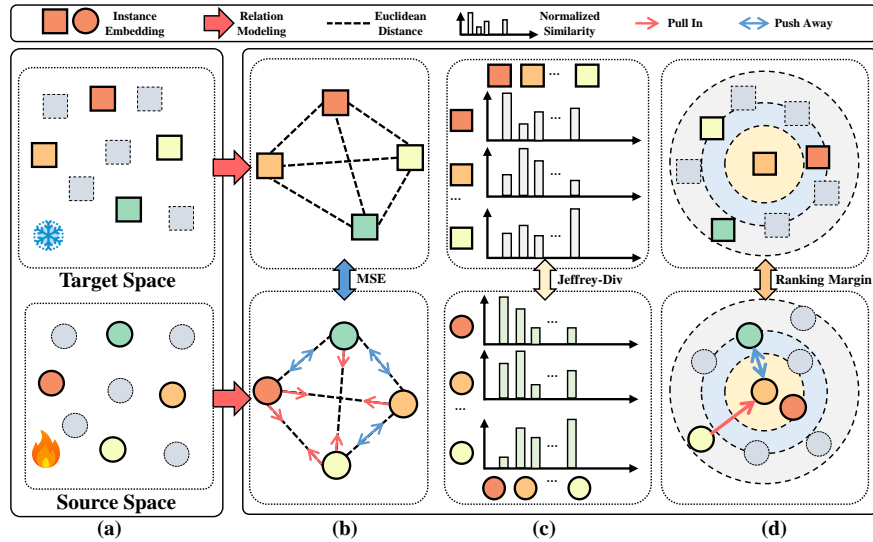 Instance
Embedding
Relation
Modeling
Euclidean
Distance
Normalized
Similarity
Pull In
Push Away
...
...
...
...
...
Target Space
MSE
Jeffrey-Div
Ranking Margin
...
...
...
...
...
Source Space
(a)
(b)
(c)
(d)